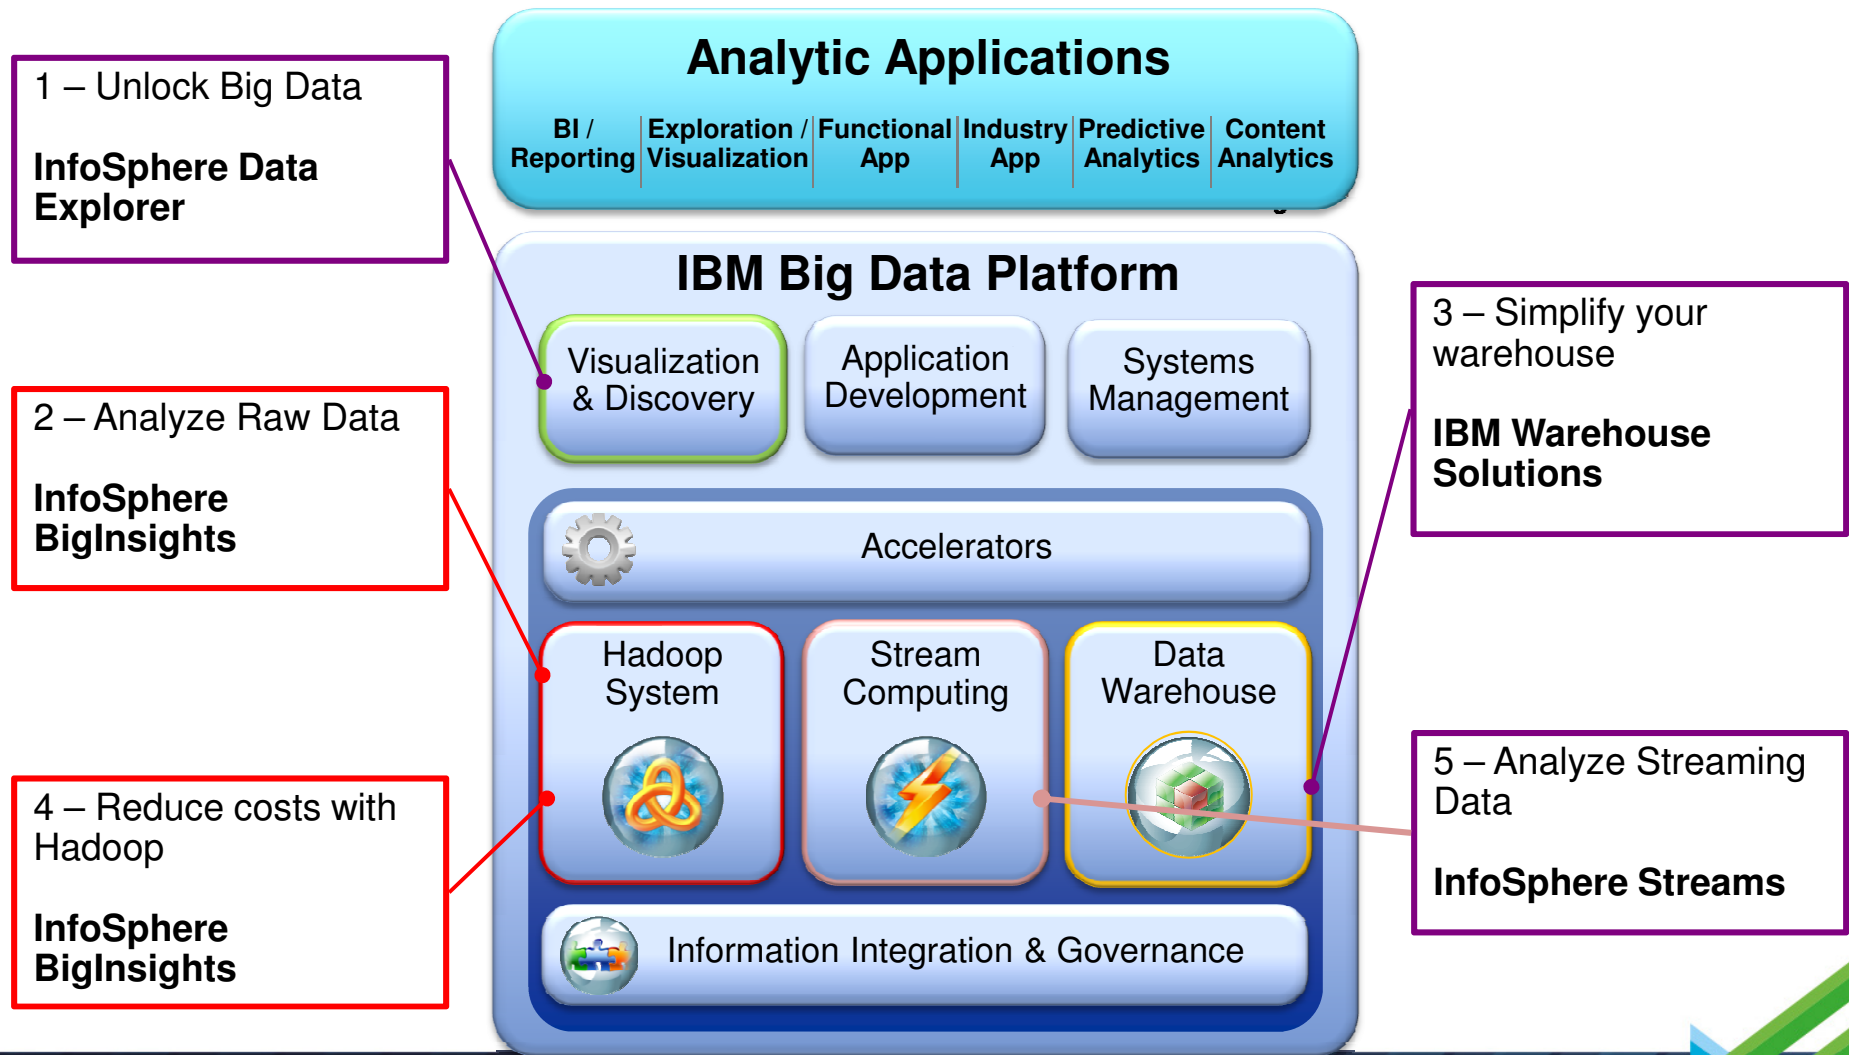 Analytic Applications
BI /
Reporting
Exploration /
Visualization
Functional
App
Industry
App
Predictive
Analytics
Content
Analytics
1 – Unlock Big Data
InfoSphere Data
Explorer
IBM Big Data Platform
Visualization
& Discovery
Application
Development
Systems
Management
2 – Analyze Raw Data
InfoSphere
BigInsights
3 – Simplify your
warehouse
IBM Warehouse
Solutions
Accelerators
Hadoop
System
Stream
Computing
Data
Warehouse
4 – Reduce costs with
Hadoop
InfoSphere
BigInsights
5 – Analyze Streaming
Data
InfoSphere Streams
Information Integration & Governance